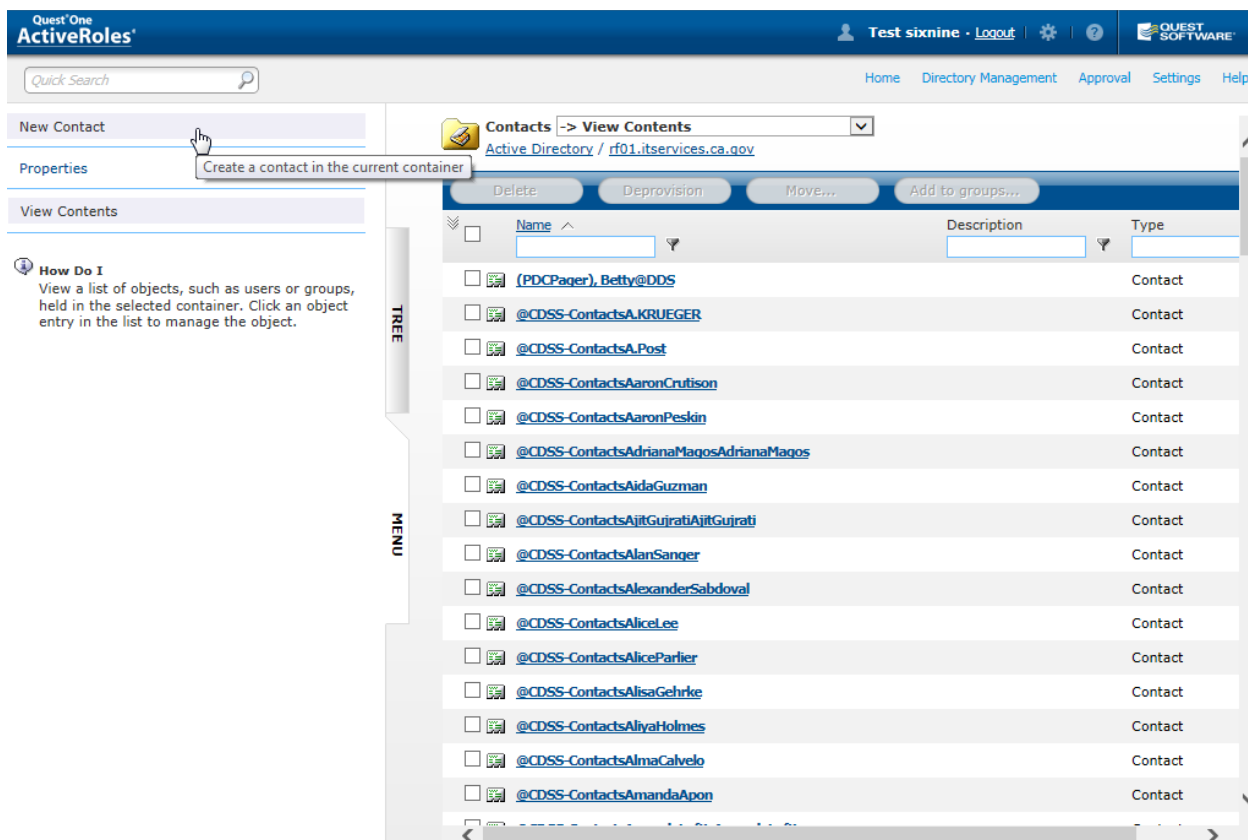 Quest® One
ActiveRoles®
Test sixnine · Logout
QUEST SOFTWARE®
Quick Search
Home Directory Management Approval Settings Help
New Contact
Create a contact in the current container
Properties
View Contents
How Do I
View a list of objects, such as users or groups,
held in the selected container. Click an object
entry in the list to manage the object.
TREE
MENU
Contacts -> View Contents
Active Directory / rf01.itservices.ca.gov
Delete Deprovision Move... Add to groups...
Name Description Type
(PDCPager), Betty@DDS Contact
@CDSS-ContactsA.KRUEGER Contact
@CDSS-ContactsA.Post Contact
@CDSS-ContactsAaronCrutison Contact
@CDSS-ContactsAaronPeskin Contact
@CDSS-ContactsAdrianaMagosAdrianaMagos Contact
@CDSS-ContactsAidaGuzman Contact
@CDSS-ContactsAjitGujratiAjitGujrati Contact
@CDSS-ContactsAlanSanger Contact
@CDSS-ContactsAlexanderSabdoval Contact
@CDSS-ContactsAliceLee Contact
@CDSS-ContactsAliceParlier Contact
@CDSS-ContactsAlisaGehrke Contact
@CDSS-ContactsAliyaHolmes Contact
@CDSS-ContactsAlmaCalvelo Contact
@CDSS-ContactsAmandaApon Contact